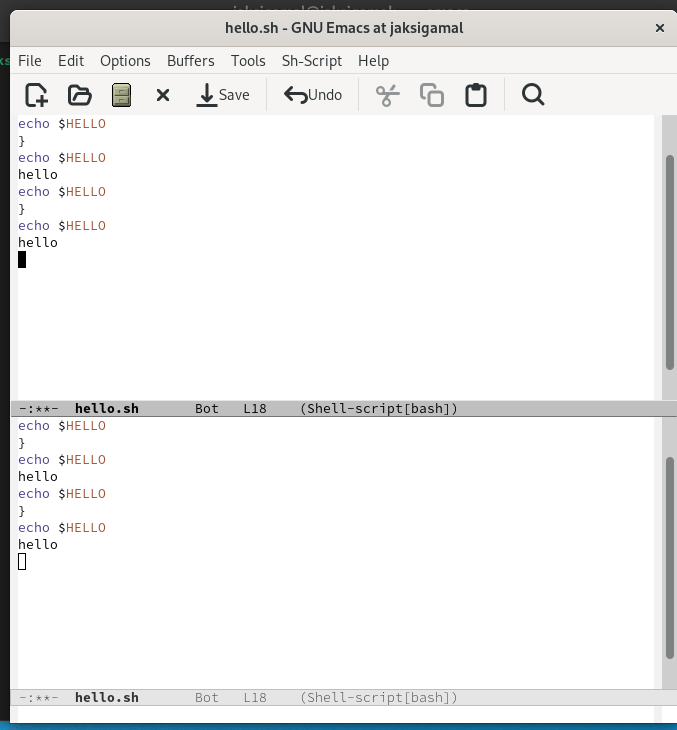 hello.sh - GNU Emacs at jaksigamal
File Edit Options Buffers Tools Sh-Script Help
Save Undo
echo $HELLO
}
echo $HELLO
hello
echo $HELLO
}
echo $HELLO
hello
-:**- hello.sh Bot L18 (Shell-script[bash])
echo $HELLO
}
echo $HELLO
hello
echo $HELLO
}
echo $HELLO
hello
-:**- hello.sh Bot L18 (Shell-script[bash])